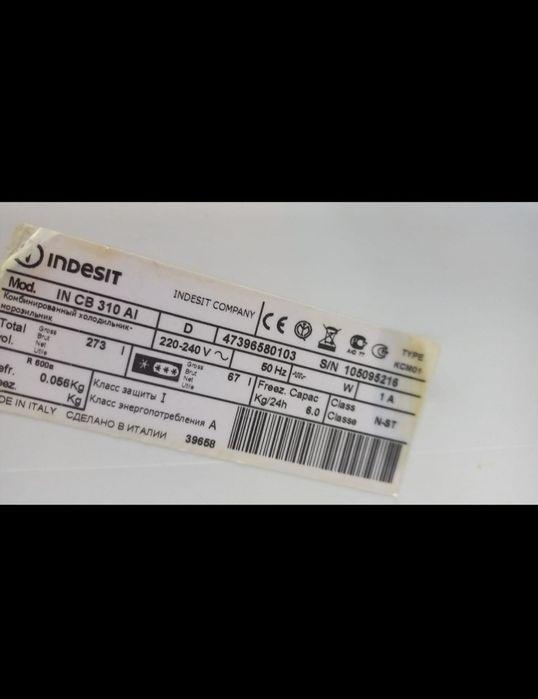 INDESIT
INDESIT COMPANY
TYPE
KCM01
Mod. IN CB 310 AI
D
47396580103
S/N 105095216
Комбинированный холодильник-
морозильник
220-240 V
50 Hz
W
1 A
Total
vol.
Gross
Brut
Net
Utile
273 l
Gross
Brut
Net
Utile
67 l
Freez. Capac
Kg/24h 6.0
Class
Classe
N-ST
R 600a
0.056Kg
Kg
Класс защиты I
Класс энергопотребления A
DE IN ITALY СДЕЛАНО В ИТАЛИИ 39658